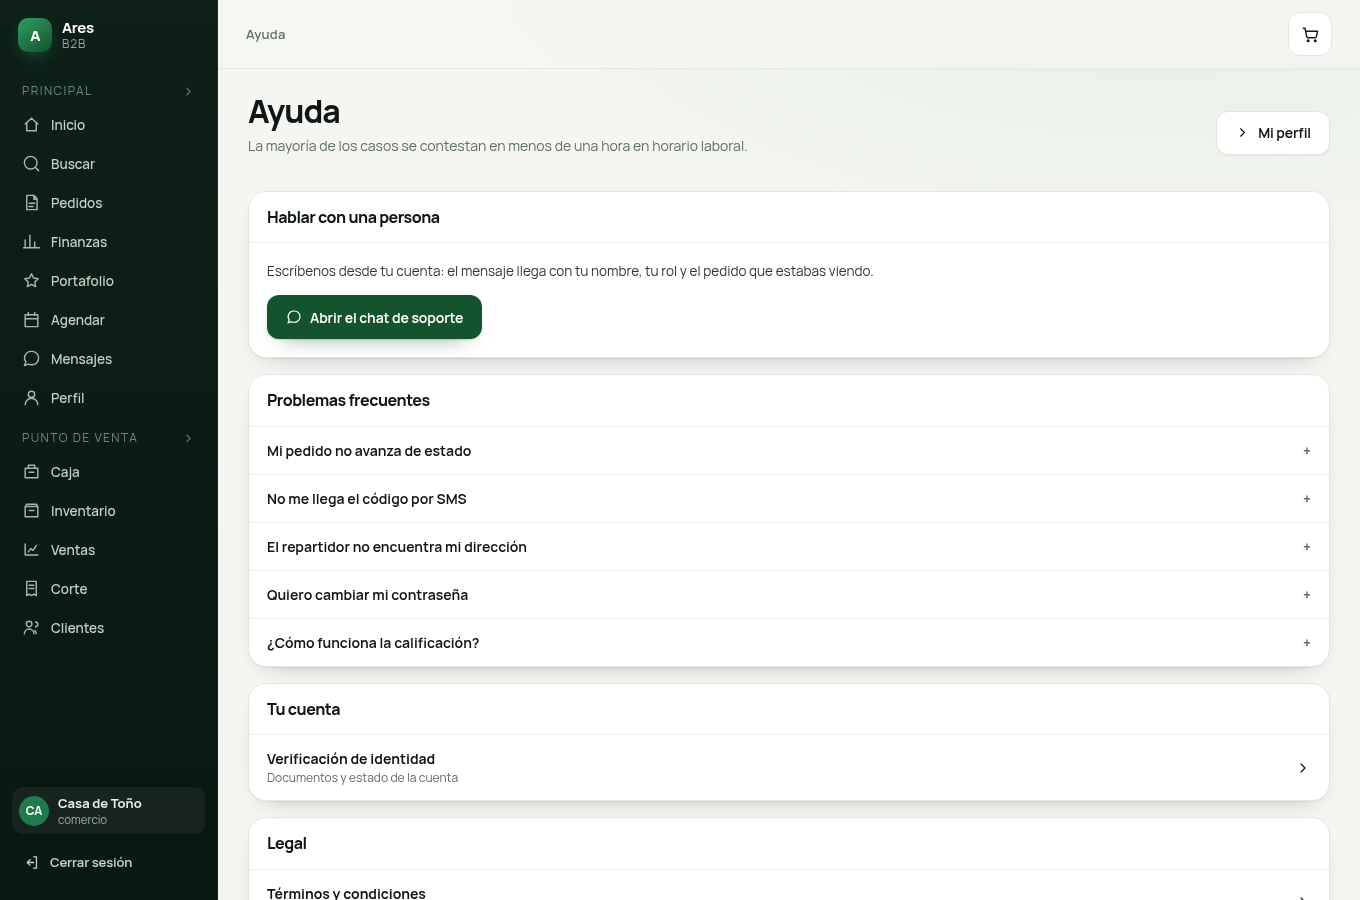 A
Ares
B2B
PRINCIPAL
Inicio
Buscar
Pedidos
Finanzas
Portafolio
Agendar
Mensajes
Perfil
PUNTO DE VENTA
Caja
Inventario
Ventas
Corte
Clientes
CA
Casa de Toño
comercio
Cerrar sesión
Ayuda
Ayuda
La mayoría de los casos se contestan en menos de una hora en horario laboral.
Mi perfil
Hablar con una persona
Escríbenos desde tu cuenta: el mensaje llega con tu nombre, tu rol y el pedido que estabas viendo.
Abrir el chat de soporte
Problemas frecuentes
Mi pedido no avanza de estado +
No me llega el código por SMS +
El repartidor no encuentra mi dirección +
Quiero cambiar mi contraseña +
¿Cómo funciona la calificación? +
Tu cuenta
Verificación de identidad
Documentos y estado de la cuenta
Legal
Términos y condiciones